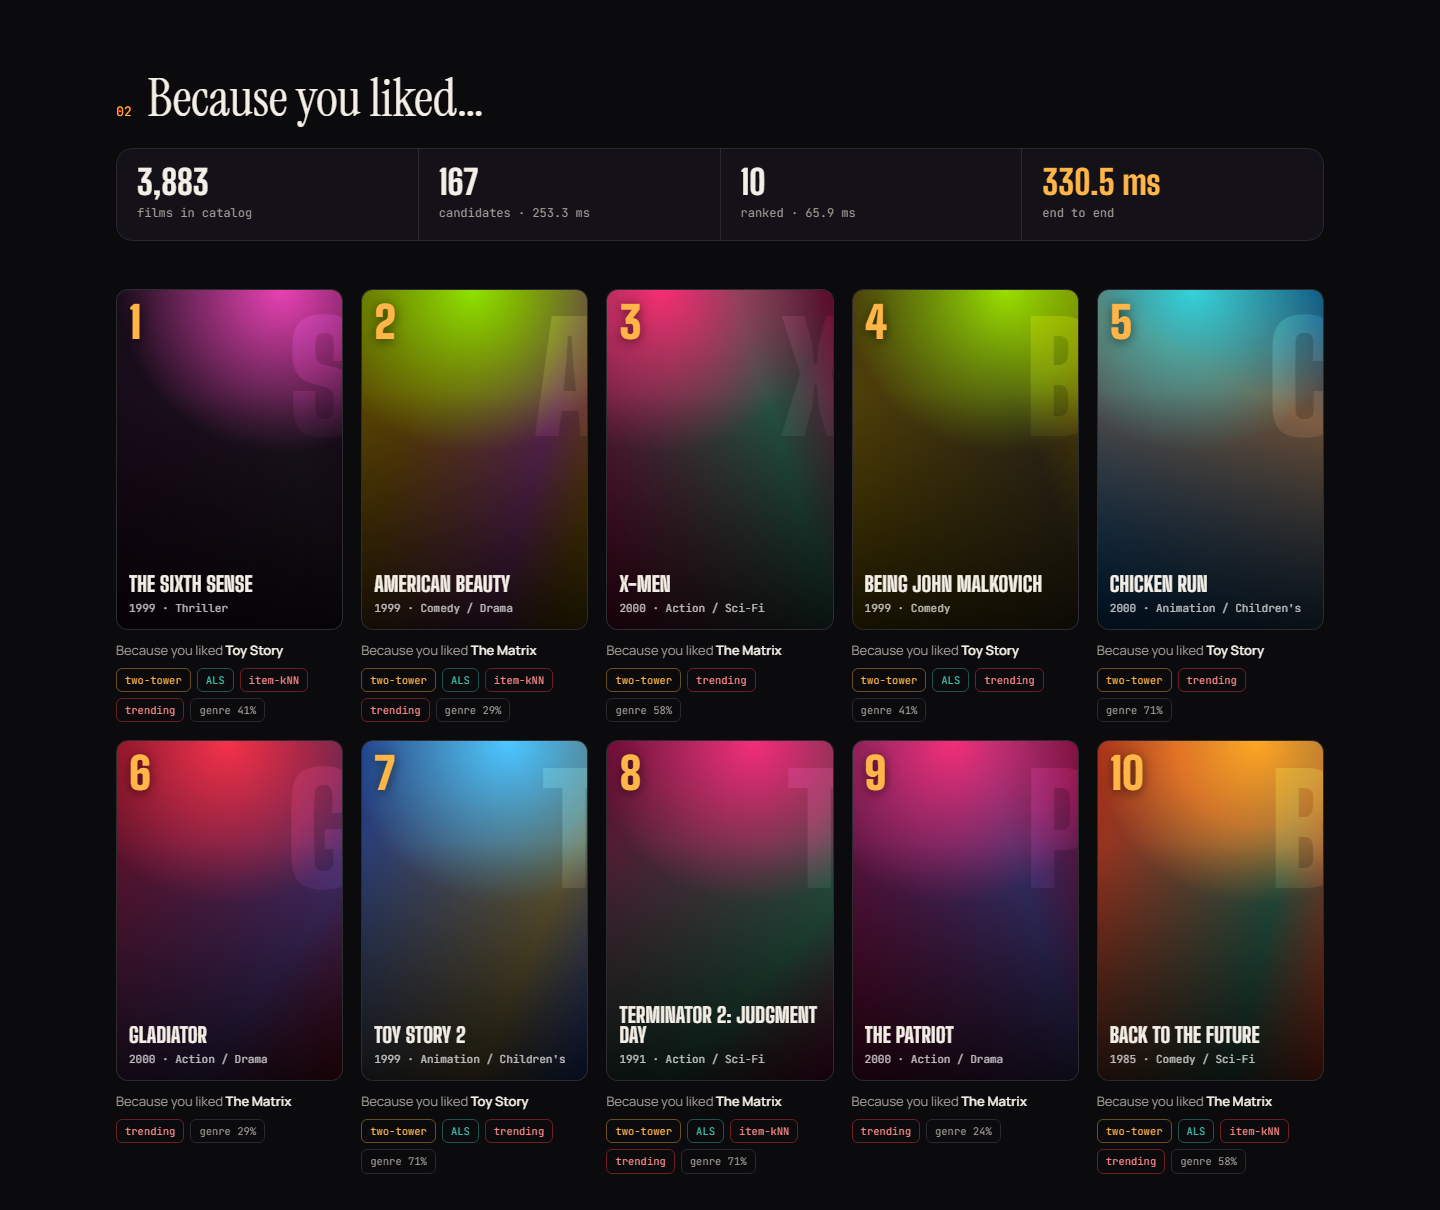 02 Because you liked...
3,883
films in catalog
167
candidates · 253.3 ms
10
ranked · 65.9 ms
330.5 ms
end to end
1
S
THE SIXTH SENSE
1999 · Thriller
Because you liked Toy Story
two-tower ALS item-kNN
trending genre 41%
2
A
AMERICAN BEAUTY
1999 · Comedy / Drama
Because you liked The Matrix
two-tower ALS item-kNN
trending genre 29%
3
X
X-MEN
2000 · Action / Sci-Fi
Because you liked The Matrix
two-tower trending
genre 58%
4
B
BEING JOHN MALKOVICH
1999 · Comedy
Because you liked Toy Story
two-tower ALS trending
genre 41%
5
C
CHICKEN RUN
2000 · Animation / Children's
Because you liked Toy Story
two-tower trending
genre 71%
6
G
GLADIATOR
2000 · Action / Drama
Because you liked The Matrix
trending genre 29%
7
T
TOY STORY 2
1999 · Animation / Children's
Because you liked Toy Story
two-tower ALS trending
genre 71%
8
T
TERMINATOR 2: JUDGMENT
DAY
1991 · Action / Sci-Fi
Because you liked The Matrix
two-tower ALS item-kNN
trending genre 71%
9
P
THE PATRIOT
2000 · Action / Drama
Because you liked The Matrix
trending genre 24%
10
B
BACK TO THE FUTURE
1985 · Comedy / Sci-Fi
Because you liked The Matrix
two-tower ALS item-kNN
trending genre 58%